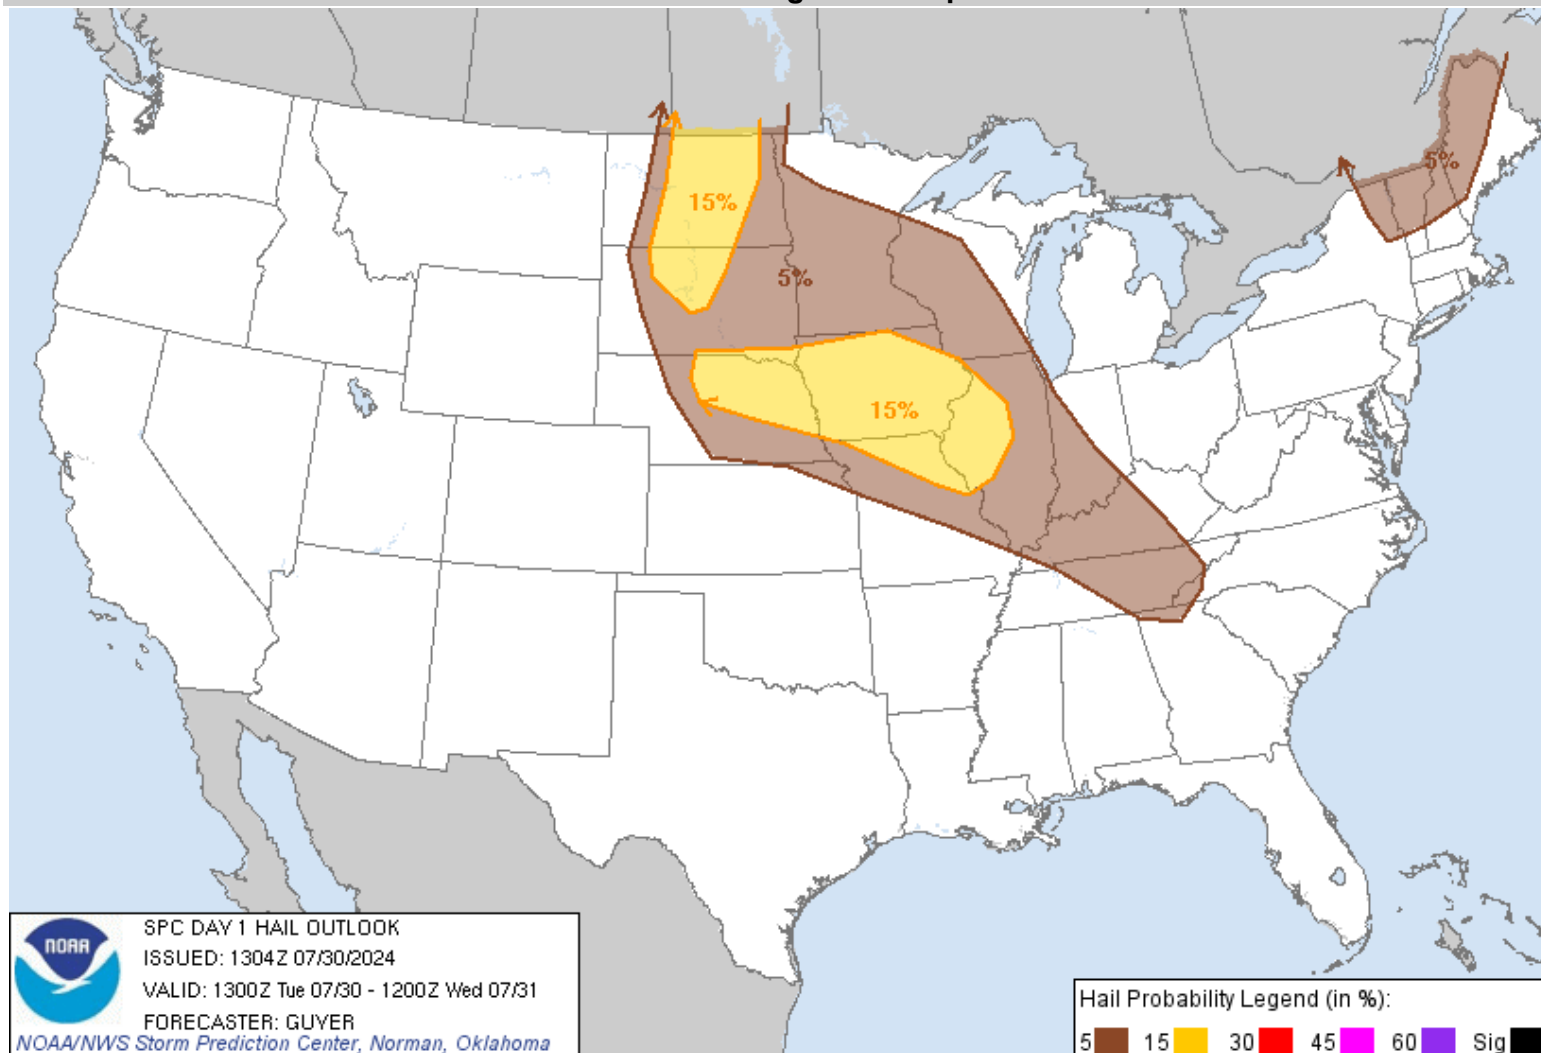 15%
5%
5%
15%
NOAA
SPC DAY 1 HAIL OUTLOOK
ISSUED: 1304Z 07/30/2024
VALID: 1300Z Tue 07/30 - 1200Z Wed 07/31
FORECASTER: GUYER
NOAA/NWS Storm Prediction Center, Norman, Oklahoma
Hail Probability Legend (in %):
5 15 30 45 60 Sig